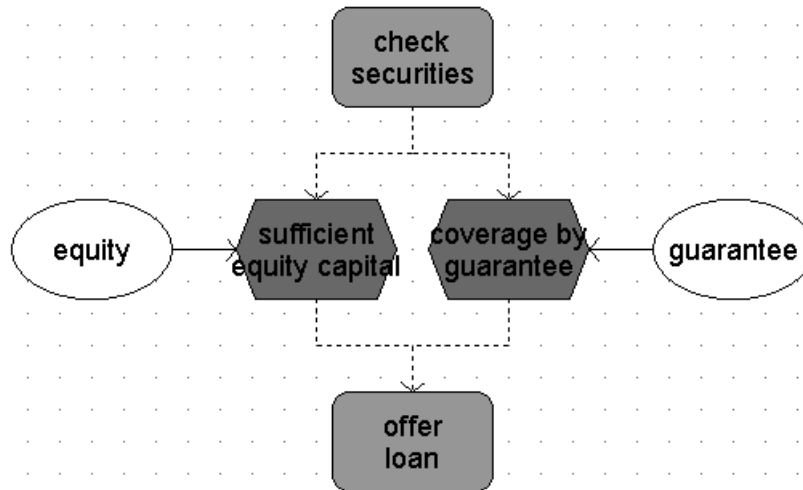 check
securities
equity
sufficient
equity capital
coverage by
guarantee
guarantee
offer
loan